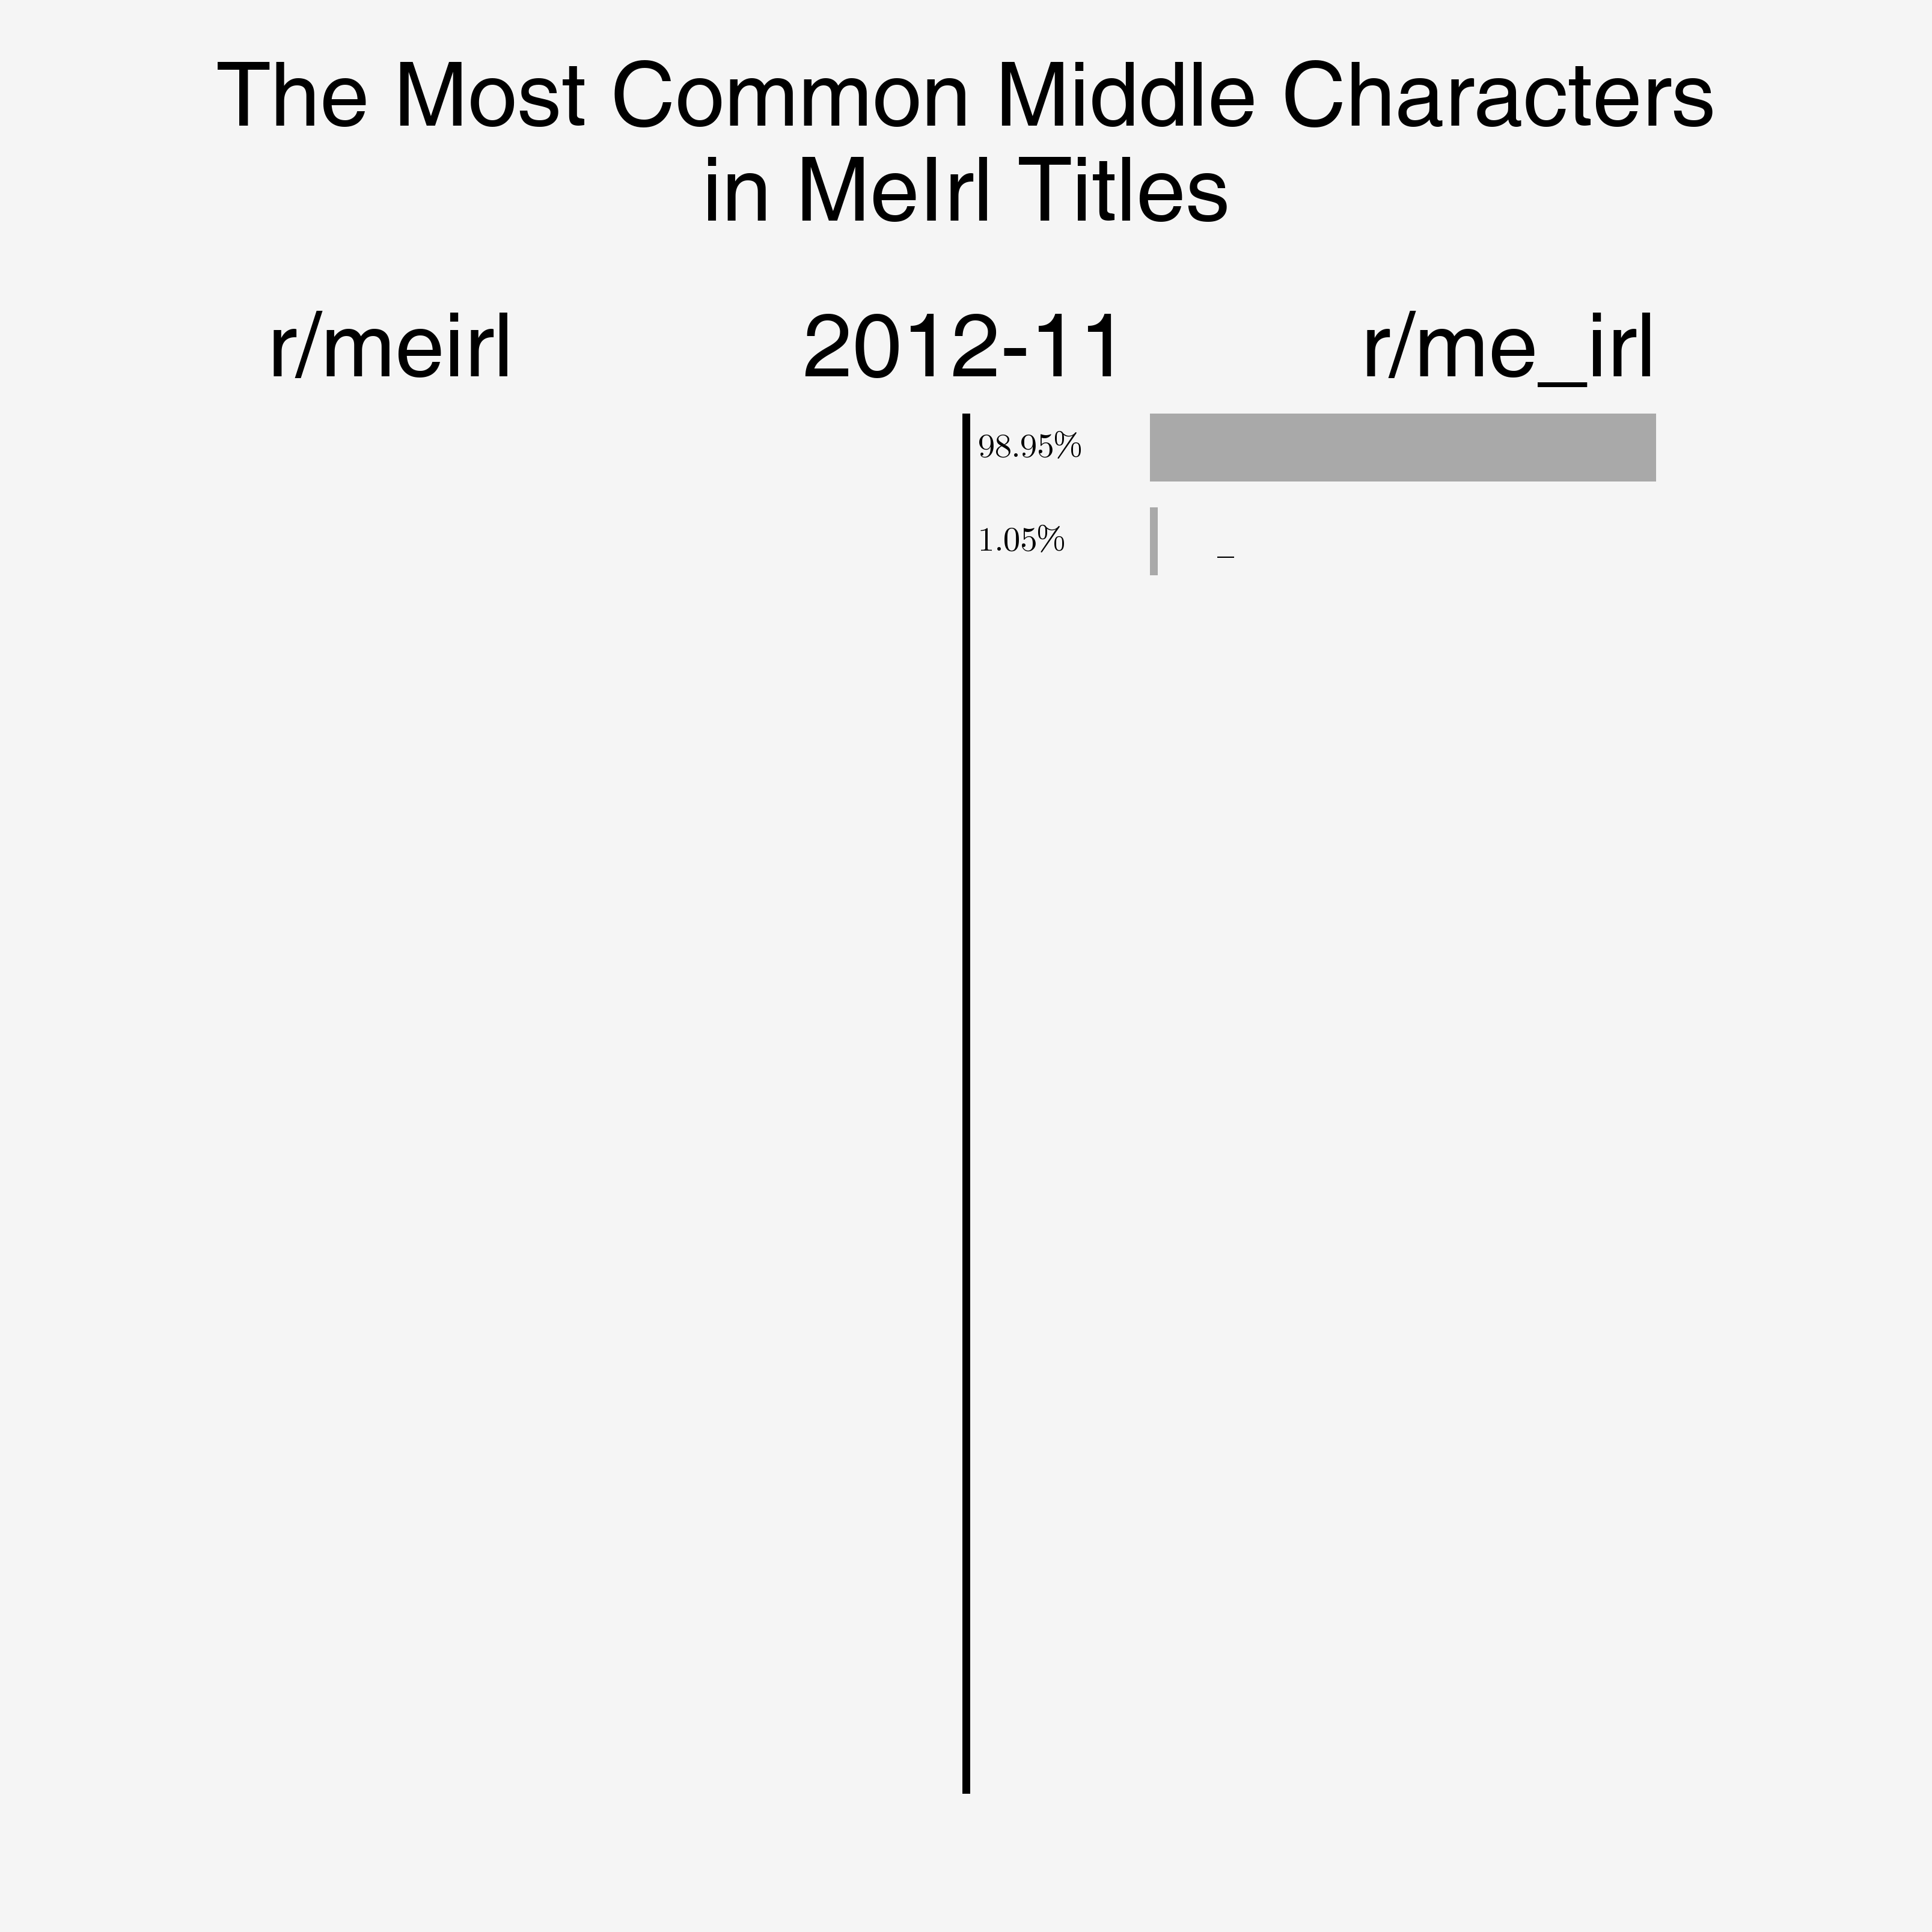 The Most Common Middle Characters
in MeIrl Titles
r/meirl 2012-11 r/me_irl
98.95%
1.05% _